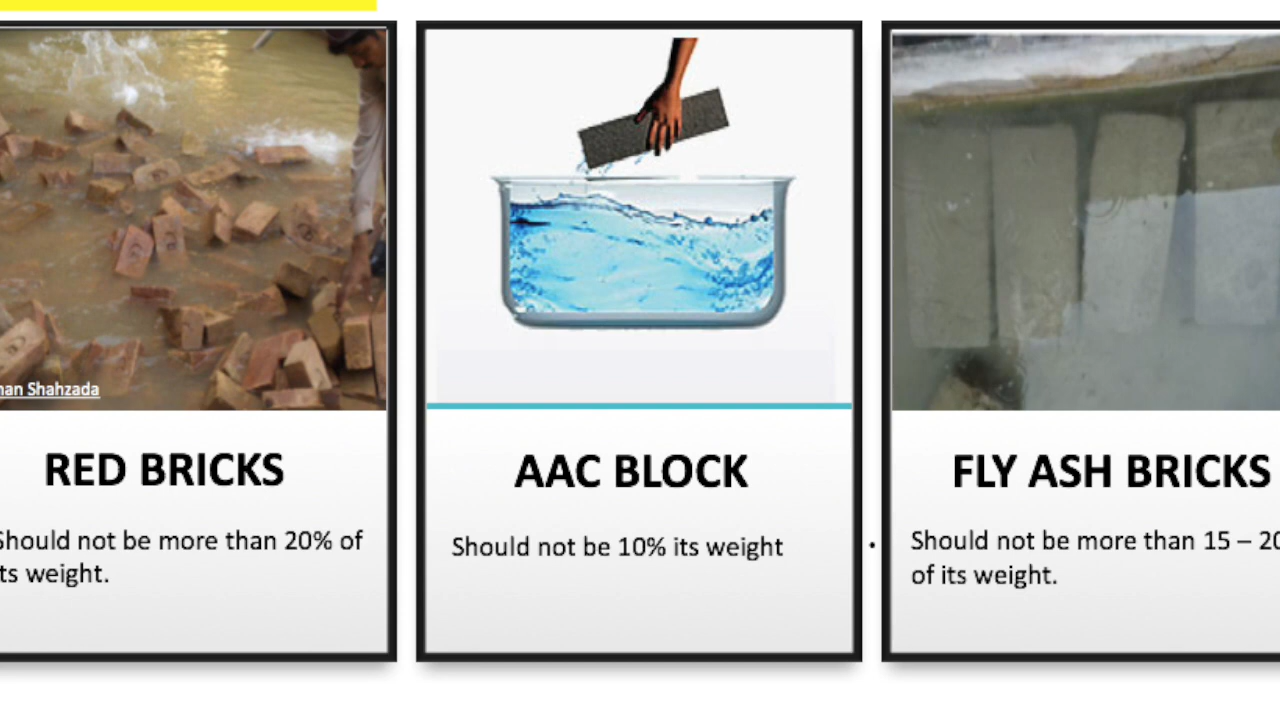 han Shahzada
RED BRICKS
Should not be more than 20% of
its weight.
AAC BLOCK
Should not be 10% its weight
• FLY ASH BRICKS
Should not be more than 15 – 20
of its weight.